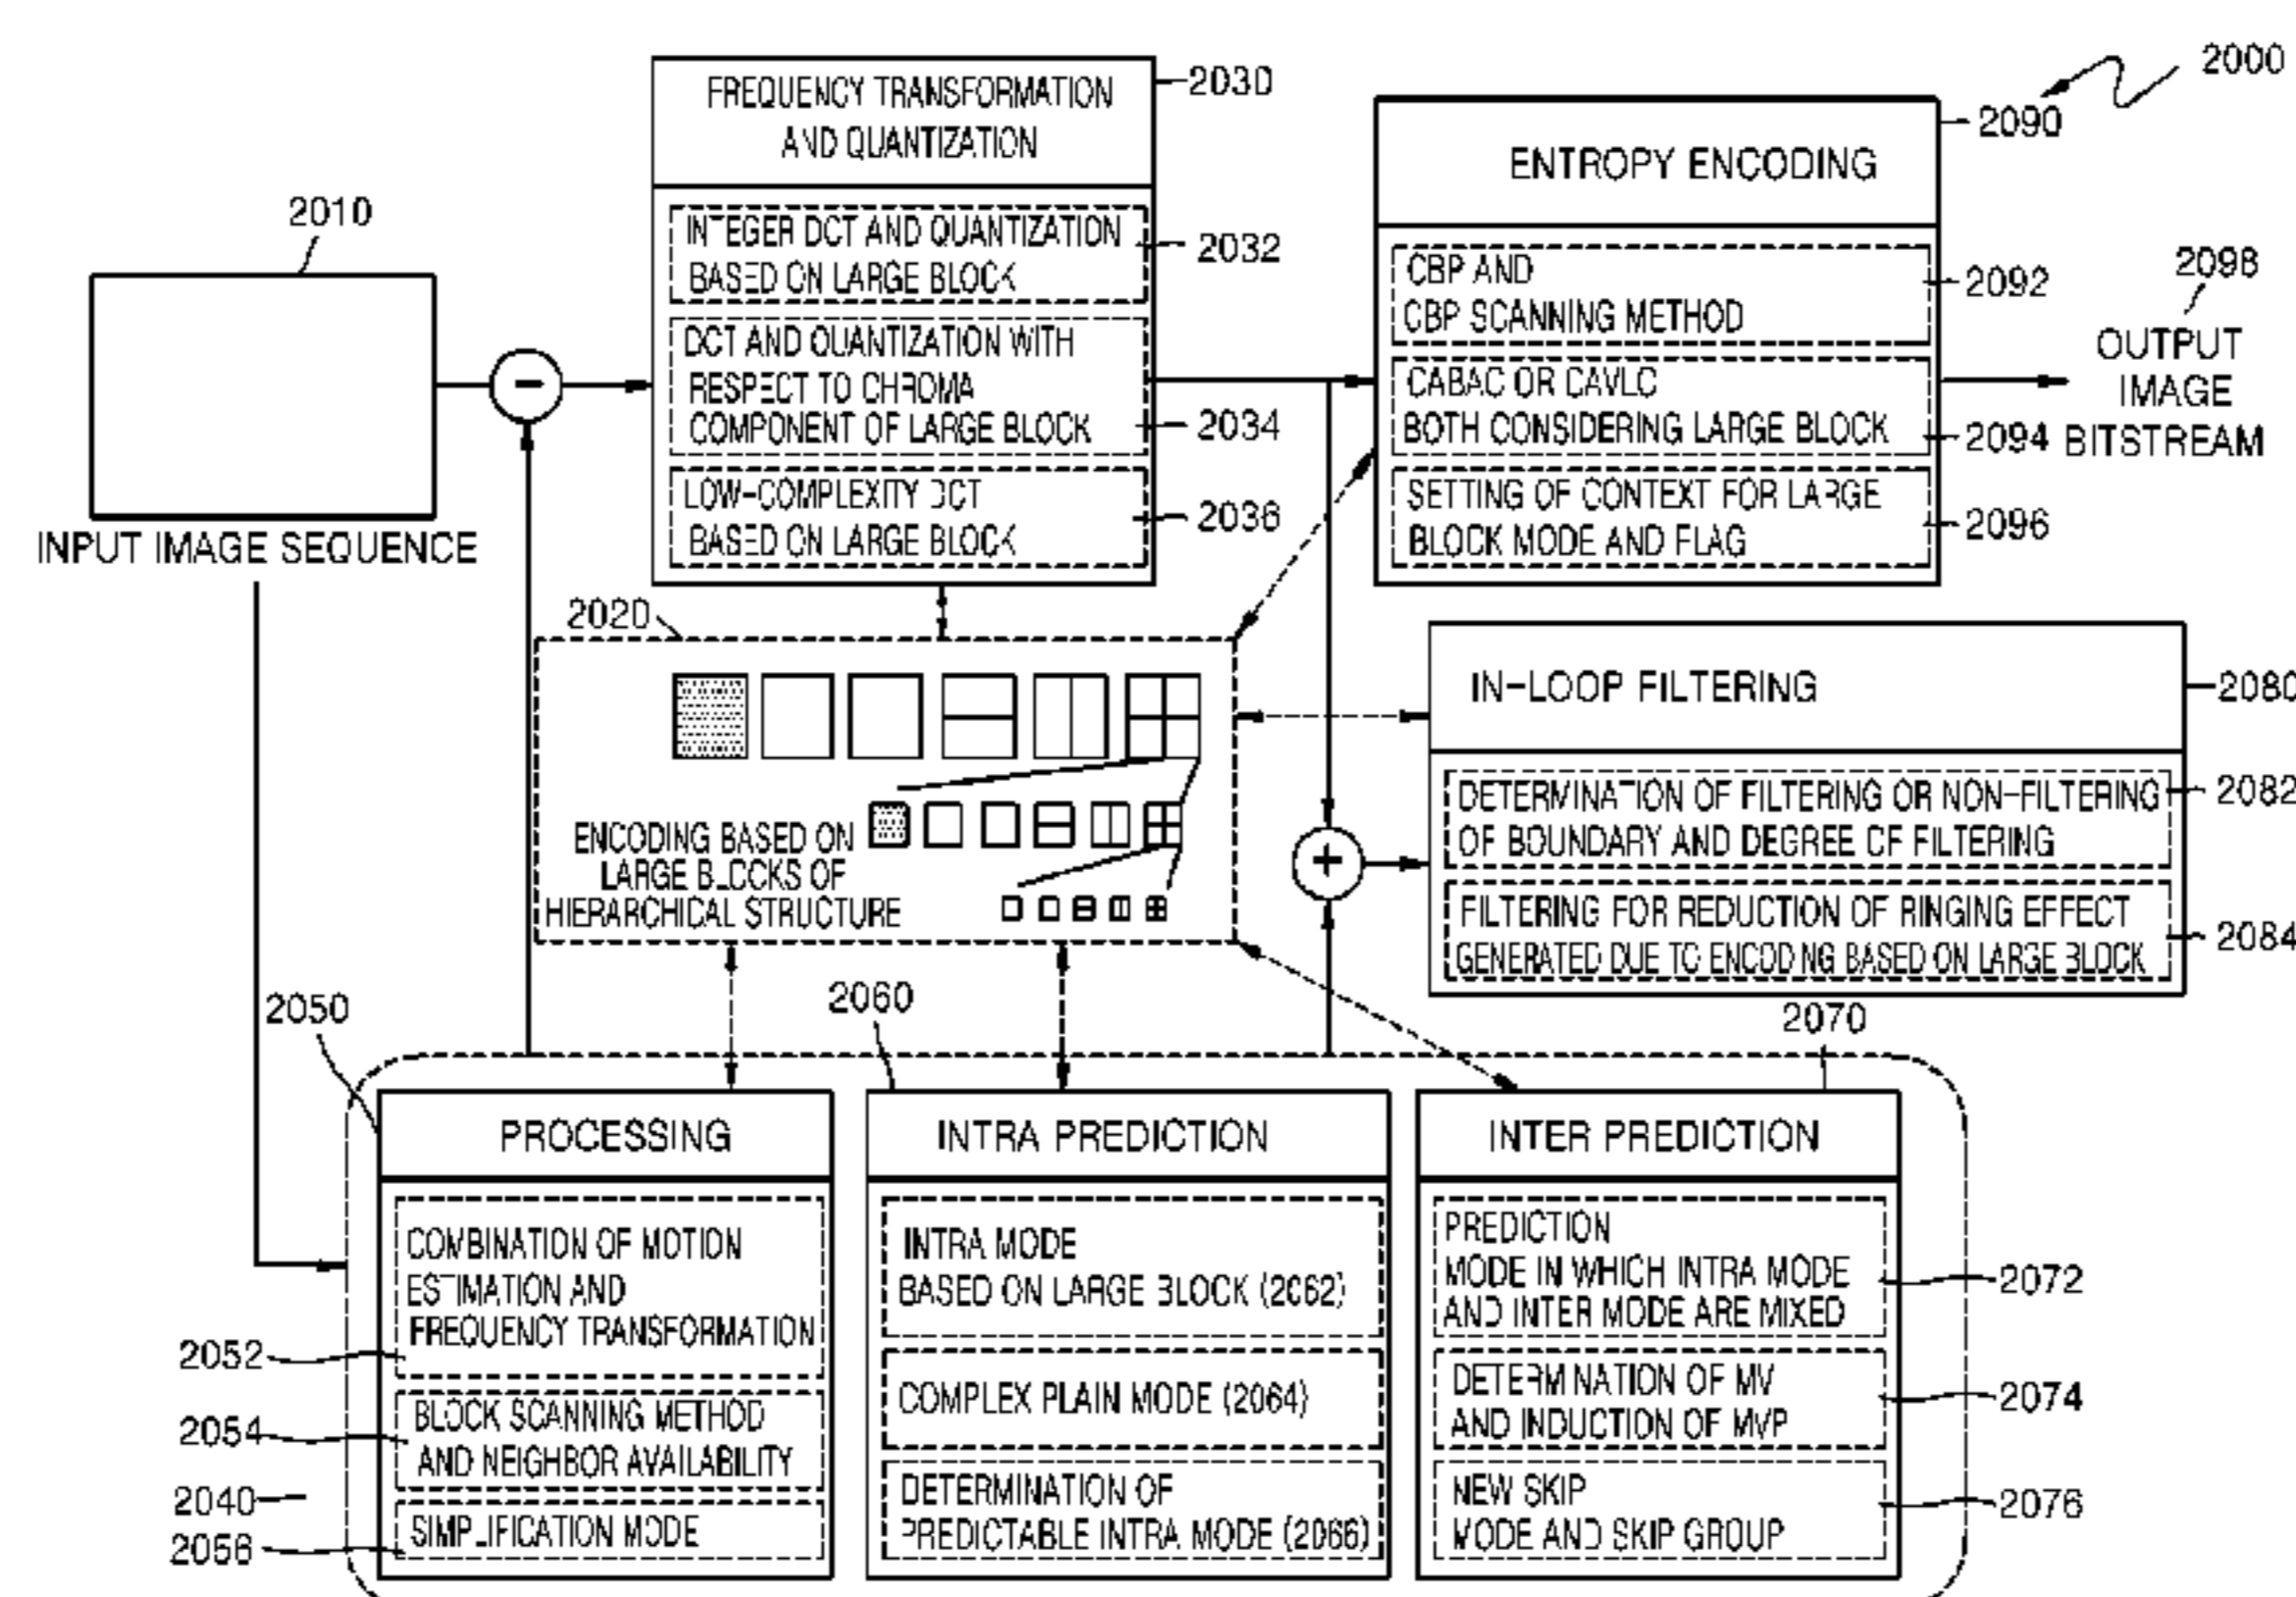 2000
FREQUENCY TRANSFORMATION
AND QUANTIZATION
2030
INTEGER DCT AND QUANTIZATION
BASED ON LARGE BLOCK
2032
DCT AND QUANTIZATION WITH
RESPECT TO CHROMA
COMPONENT OF LARGE BLOCK
2034
LOW-COMPLEXITY DCT
BASED ON LARGE BLOCK
2036
2090
ENTROPY ENCODING
CBP AND
CBP SCANNING METHOD
2092
CABAC OR CAVLC
BOTH CONSIDERING LARGE BLOCK
2094
SETTING OF CONTEXT FOR LARGE
BLOCK MODE AND FLAG
2096
2098
OUTPUT
IMAGE
BITSTREAM
2010
INPUT IMAGE SEQUENCE
−
2020
ENCODING BASED ON
LARGE BLOCKS OF
HIERARCHICAL STRUCTURE
+
IN-LOOP FILTERING
2080
DETERMINATION OF FILTERING OR NON-FILTERING
OF BOUNDARY AND DEGREE OF FILTERING
2082
FILTERING FOR REDUCTION OF RINGING EFFECT
GENERATED DUE TO ENCODING BASED ON LARGE BLOCK
2084
2050
PROCESSING
COMBINATION OF MOTION
ESTIMATION AND
FREQUENCY TRANSFORMATION
2052
BLOCK SCANNING METHOD
AND NEIGHBOR AVAILABILITY
2054
2040
SIMPLIFICATION MODE
2056
2060
INTRA PREDICTION
INTRA MODE
BASED ON LARGE BLOCK (2062)
COMPLEX PLAIN MODE (2064)
DETERMINATION OF
PREDICTABLE INTRA MODE (2066)
2070
INTER PREDICTION
PREDICTION
MODE IN WHICH INTRA MODE
AND INTER MODE ARE MIXED
2072
DETERMINATION OF MV
AND INDUCTION OF MVP
2074
NEW SKIP
MODE AND SKIP GROUP
2076